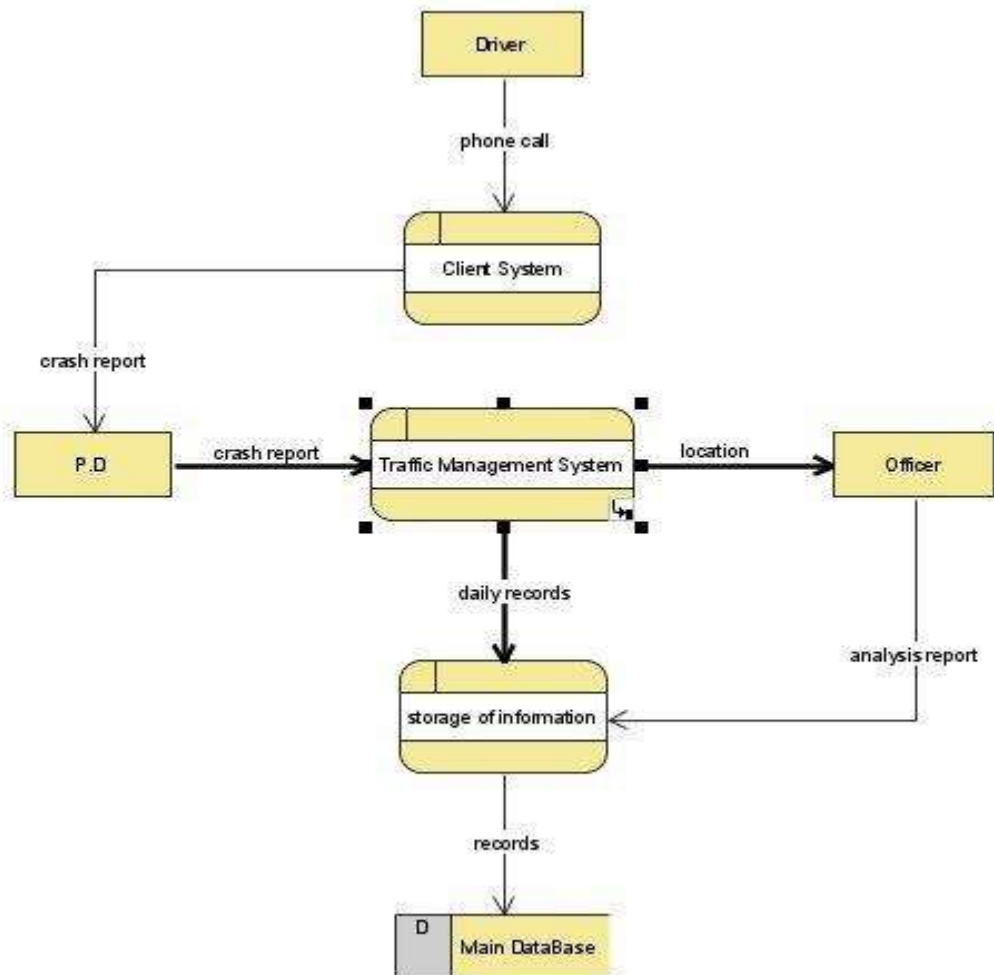 Driver
phone call
Client System
crash report
P.D
crash report
Traffic Management System
location
Officer
daily records
analysis report
storage of information
records
D
Main DataBase